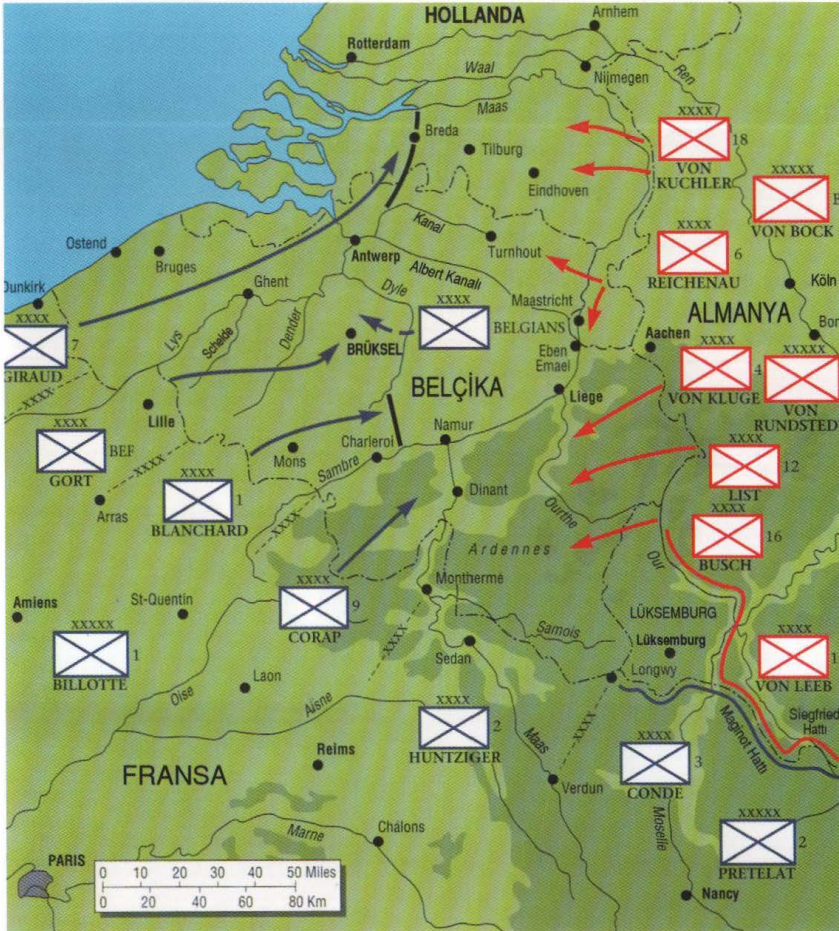 HOLLANDA
Arnhem
Rotterdam
Waal
Nijmegen
Ren
Maas
XXXX
18
VON
KUCHLER
Breda
Tilburg
Eindhoven
XXXXX
VON BOCK
XXXX
6
REICHENAU
Ostend
Bruges
Antwerp
Kanal
Turnhout
Albert Kanalı
Köln
Dunkirk
Ghent
Dyle
XXXX
BELGIANS
Maastricht
ALMANYA
XXXX
7
GIRAUD
Lys
Schelde
Dender
BRÜKSEL
Eben
Emael
Aachen
XXXX
4
VON KLUGE
XXXXX
VON
RUNDSTED
XXXX
Lille
BELÇİKA
Liege
XXXX
BEF
GORT
XXXX
Mons
Charleroi
Namur
XXXX
12
LIST
XXXX
1
BLANCHARD
Sambre
Arras
XXXX
Dinant
Ourthe
XXXX
16
BUSCH
Ardennes
Our
Amiens
St-Quentin
XXXX
9
CORAP
Montherme
LÜKSEMBURG
XXXXX
1
BILLOTTE
XXXX
Sedan
Samois
Lüksemburg
Longwy
XXXXX
VON LEEB
Oise
Laon
Aisne
XXXX
2
HUNTZIGER
Maas
XXXX
Maginot Hattı
Siegfried
Hattı
FRANSA
Reims
Verdun
XXXX
3
CONDE
Moselle
Marne
Châlons
XXXXX
2
PRETELAT
PARIS
0 10 20 30 40 50 Miles
0 20 40 60 80 Km
Nancy